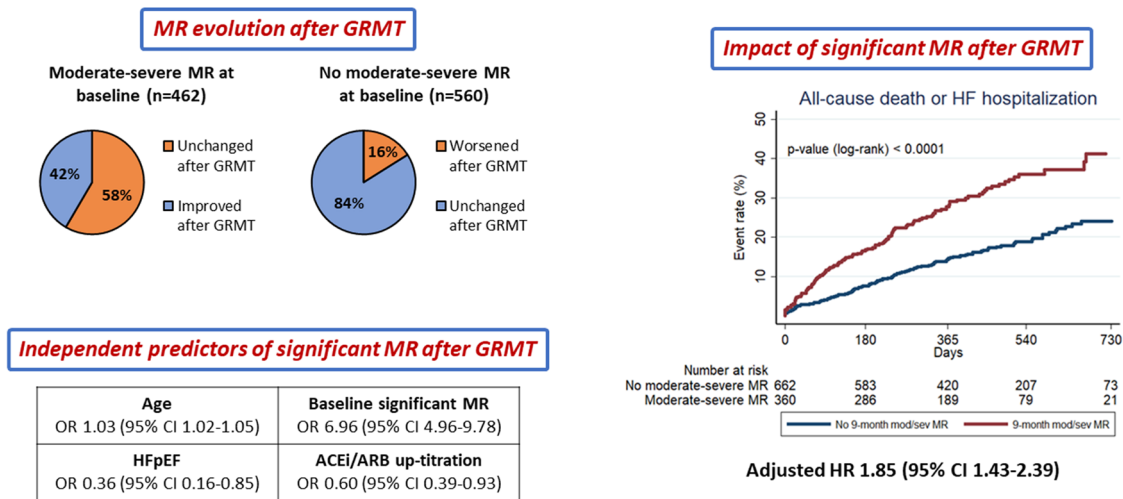 MR evolution after GRMT
Moderate-severe MR at
baseline (n=462)
42%
58%
Unchanged
after GRMT
Improved
after GRMT
No moderate-severe MR
at baseline (n=560)
16%
84%
Worsened
after GRMT
Unchanged
after GRMT
Independent predictors of significant MR after GRMT
Age
OR 1.03 (95% CI 1.02-1.05)
Baseline significant MR
OR 6.96 (95% CI 4.96-9.78)
HFpEF
OR 0.36 (95% CI 0.16-0.85)
ACEi/ARB up-titration
OR 0.60 (95% CI 0.39-0.93)
Impact of significant MR after GRMT
All-cause death or HF hospitalization
p-value (log-rank) < 0.0001
Event rate (%)
50
40
30
20
10
0 180 365 540 730
Days
Number at risk
No moderate-severe MR 662 583 420 207 73
Moderate-severe MR 360 286 189 79 21
No 9-month mod/sev MR 9-month mod/sev MR
Adjusted HR 1.85 (95% CI 1.43-2.39)